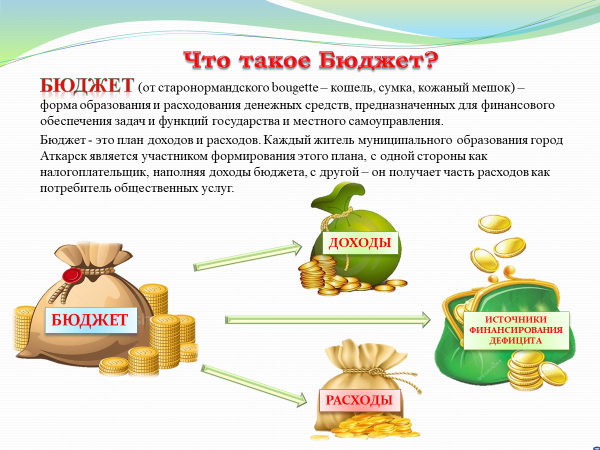 Что такое Бюджет?
БЮДЖЕТ (от старонормандского bougette – кошель, сумка, кожаный мешок) –
форма образования и расходования денежных средств, предназначенных для финансового
обеспечения задач и функций государства и местного самоуправления.
Бюджет - это план доходов и расходов. Каждый житель муниципального образования город
Аткарск является участником формирования этого плана, с одной стороны как
налогоплательщик, наполняя доходы бюджета, с другой – он получает часть расходов как
потребитель общественных услуг.
ДОХОДЫ
БЮДЖЕТ
ИСТОЧНИКИ
ФИНАНСИРОВАНИЯ
ДЕФИЦИТА
РАСХОДЫ